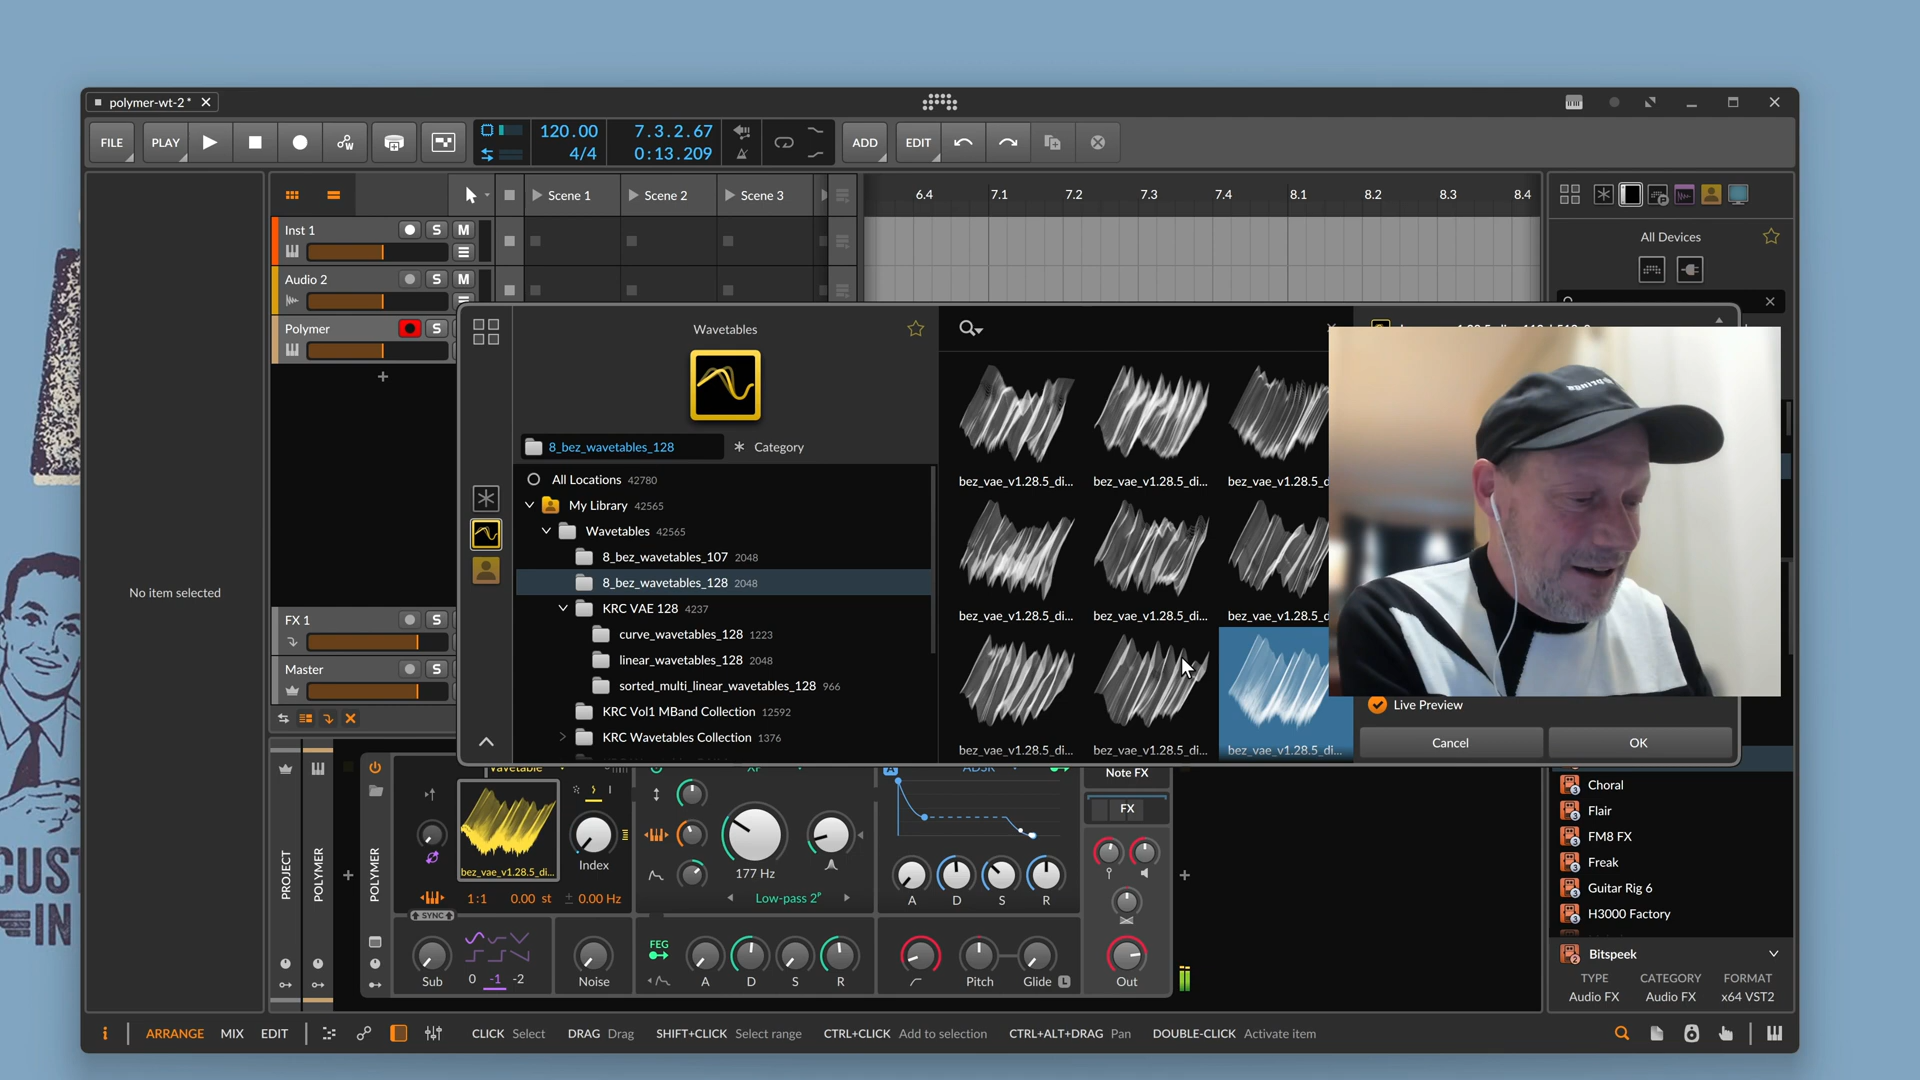 polymer-wt-2*
FILE
PLAY
120.00
4/4
7.3.2.67
0:13.209
ADD
EDIT
Scene 1
Scene 2
Scene 3
6.4
7.1
7.2
7.3
7.4
8.1
8.2
8.3
8.4
Inst 1
S
M
Audio 2
S
M
Polymer
S
All Devices
No item selected
Wavetables
8_bez_wavetables_128
Category
All Locations 42780
My Library 42565
Wavetables 42565
8_bez_wavetables_107 2048
8_bez_wavetables_128 2048
KRC VAE 128 4237
curve_wavetables_128 1223
linear_wavetables_128 2048
sorted_multi_linear_wavetables_128 966
KRC Vol1 MBand Collection 12592
KRC Wavetables Collection 1376
bez_vae_v1.28.5_di...
bez_vae_v1.28.5_di...
bez_vae_v1.28.5_di...
bez_vae_v1.28.5_di...
bez_vae_v1.28.5_di...
bez_vae_v1.28.5_di...
bez_vae_v1.28.5_di...
bez_vae_v1.28.5_di...
bez_vae_v1.28.5_di...
Live Preview
Cancel
OK
FX 1
S
Master
S
PROJECT
POLYMER
POLYMER
Wavetable
bez_vae_v1.28.5_di...
Index
1:1
0.00 st
± 0.00 Hz
SYNC
Sub
0
-1
-2
Noise
177 Hz
Low-pass 2
FEG
A
D
S
R
ADSR
A
D
S
R
Pitch
Glide
L
Note FX
FX
Out
Choral
Flair
FM8 FX
Freak
Guitar Rig 6
H3000 Factory
Bitspeek
TYPE
CATEGORY
FORMAT
Audio FX
Audio FX
x64 VST2
ARRANGE
MIX
EDIT
CLICK Select
DRAG Drag
SHIFT+CLICK Select range
CTRL+CLICK Add to selection
CTRL+ALT+DRAG Pan
DOUBLE-CLICK Activate item
CUST
IN